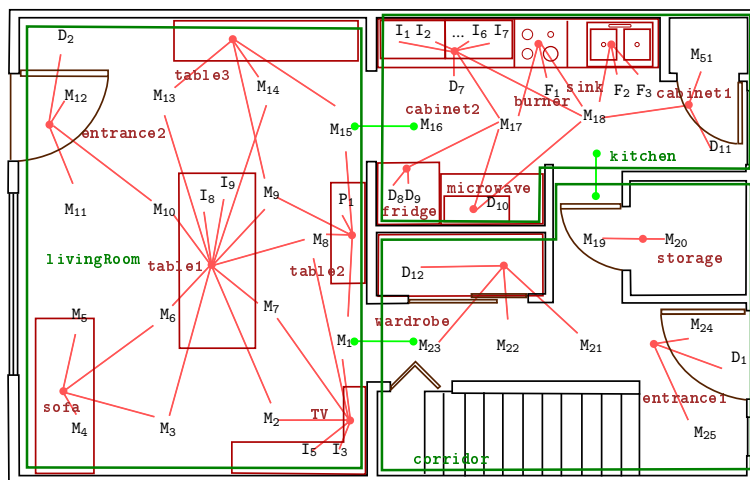 D2
I1 I2 ... I6 I7
M51
table3
M13 M14
M12
D7
F1 sink F2 F3
burner
cabinet1
cabinet2
entrance2
M15 M16 M17 M18
D11
kitchen
microwave
D8 D9
D10
fridge
M11 M10
I8 I9
M9
P1
M8
M19 M20
livingRoom
table1
table2
storage
D12
M5 M6 M7
wardrobe
M1 M23 M22 M21
M24
D1
sofa
entrance1
M4 M3 M2
TV
M25
I5 I3
corridor